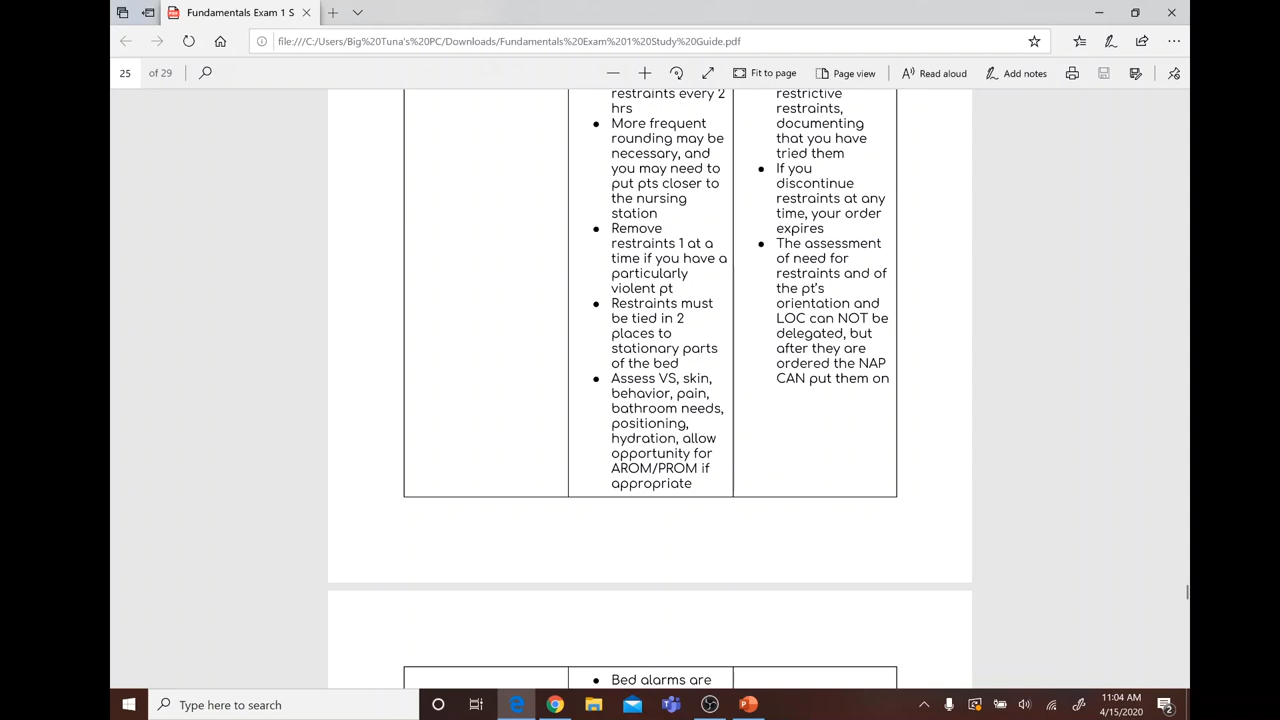 Fundamentals Exam 1 S
file:///C:/Users/Big%20Tuna's%20PC/Downloads/Fundamentals%20Exam%201%20Study%20Guide.pdf
25 of 29
Fit to page
Page view
Read aloud
Add notes
restraints every 2
hrs
More frequent
rounding may be
necessary, and
you may need to
put pts closer to
the nursing
station
Remove
restraints 1 at a
time if you have a
particularly
violent pt
Restraints must
be tied in 2
places to
stationary parts
of the bed
Assess VS, skin,
behavior, pain,
bathroom needs,
positioning,
hydration, allow
opportunity for
AROM/PROM if
appropriate
restrictive
restraints,
documenting
that you have
tried them
If you
discontinue
restraints at any
time, your order
expires
The assessment
of need for
restraints and of
the pt's
orientation and
LOC can NOT be
delegated, but
after they are
ordered the NAP
CAN put them on
Bed alarms are
Type here to search
11:04 AM
4/15/2020
2